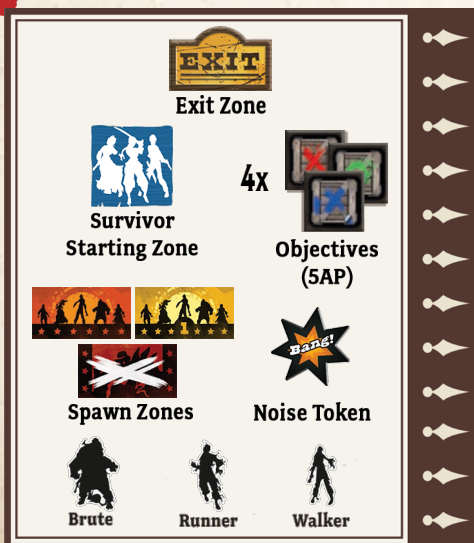 EXIT
Exit Zone
4x
Survivor
Starting Zone
Objectives
(5AP)
1
Bang!
Spawn Zones
Noise Token
Brute
Runner
Walker